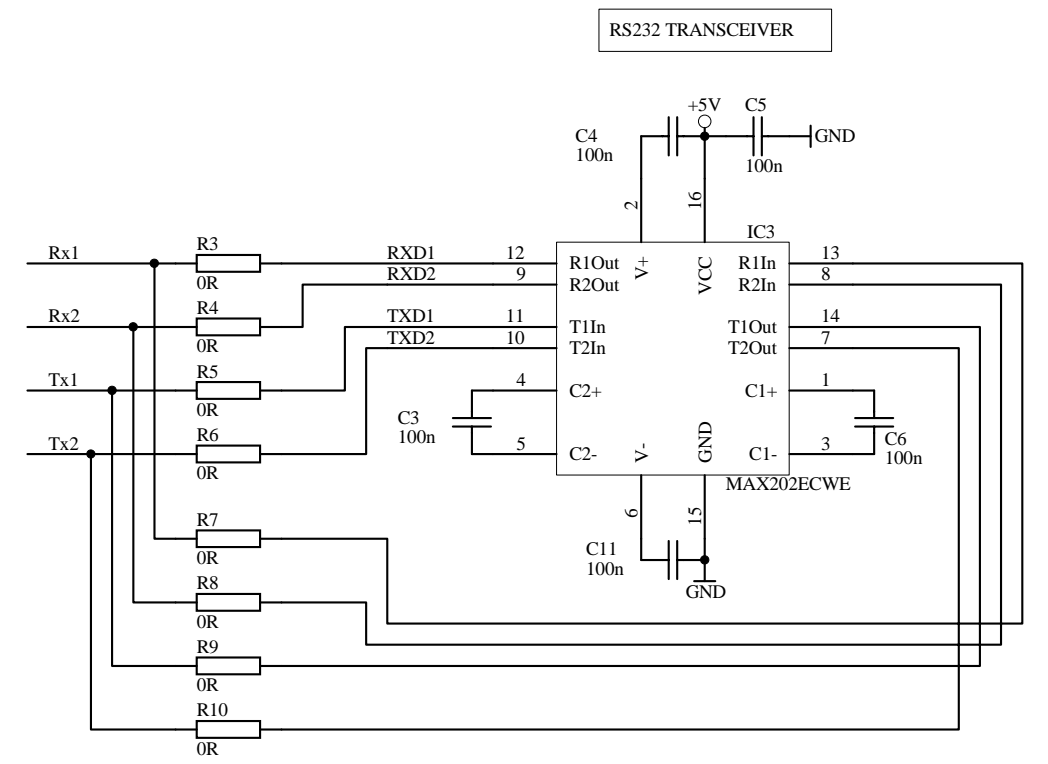 RS232 TRANSCEIVER
+5V
C5
C4
100n
GND
100n
2
16
IC3
Rx1
R3
0R
RXD1
12
R1Out
V+
VCC
R1In
13
RXD2
9
R2Out
R2In
8
Rx2
R4
0R
TXD1
11
T1In
T1Out
14
TXD2
10
T2In
T2Out
7
Tx1
R5
0R
4
C2+
C1+
1
C3
100n
C6
100n
Tx2
R6
0R
5
C2-
V-
GND
C1-
3
MAX202ECWE
6
15
R7
0R
C11
100n
GND
R8
0R
R9
0R
R10
0R